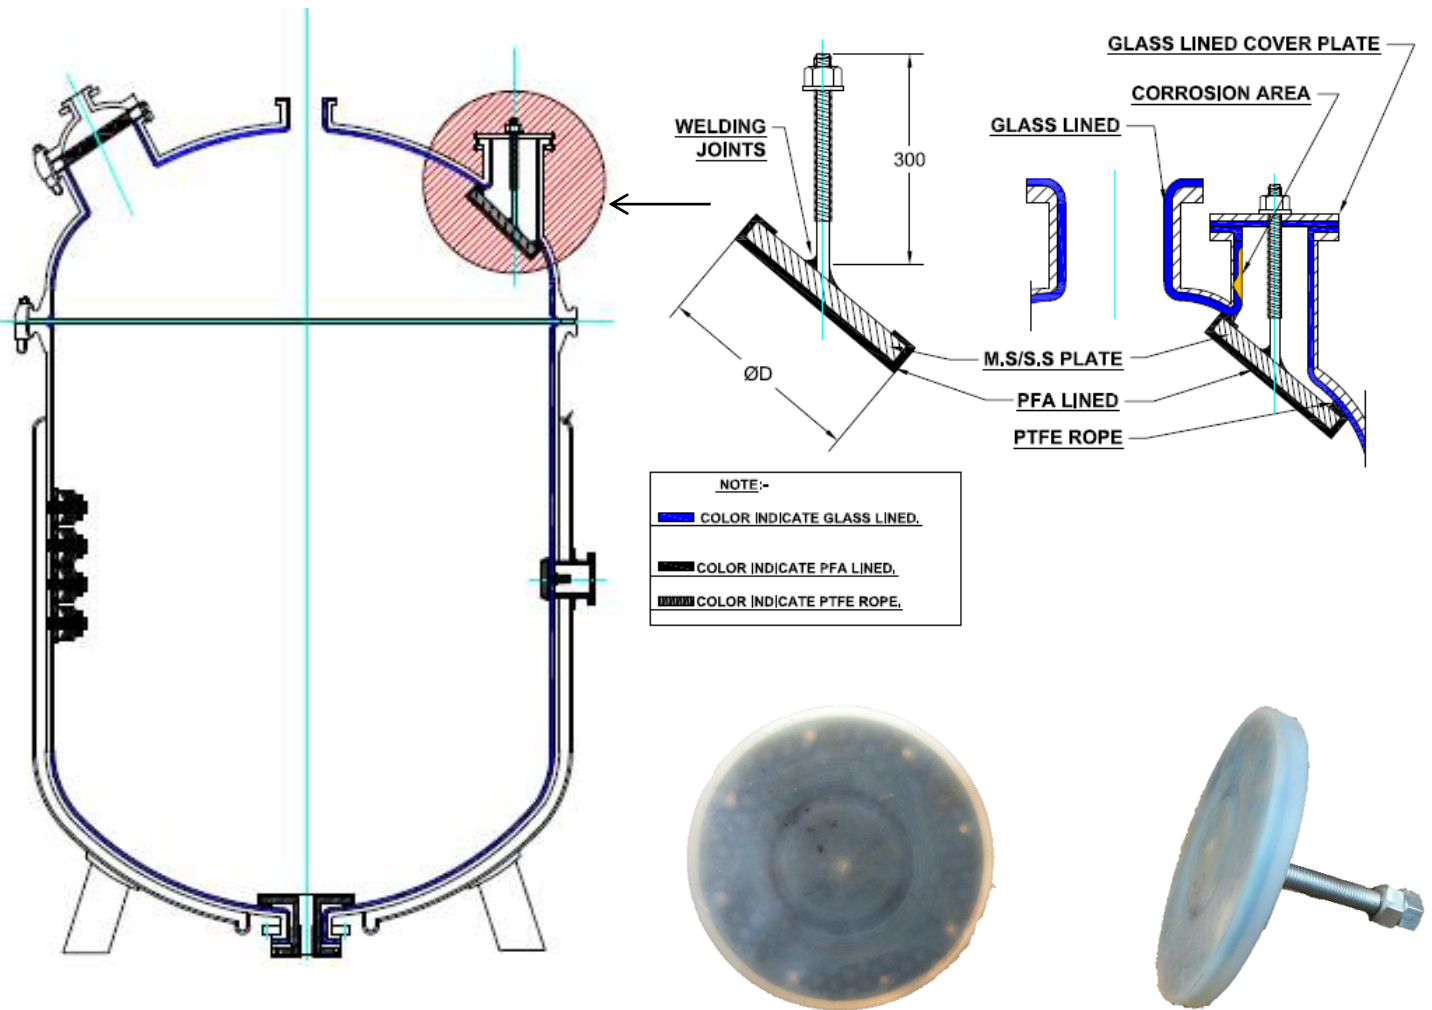 GLASS LINED COVER PLATE
CORROSION AREA
GLASS LINED
WELDING
JOINTS
300
ØD
M.S/S.S PLATE
PFA LINED
PTFE ROPE
NOTE:-
COLOR INDICATE GLASS LINED.
COLOR INDICATE PFA LINED.
COLOR INDICATE PTFE ROPE.